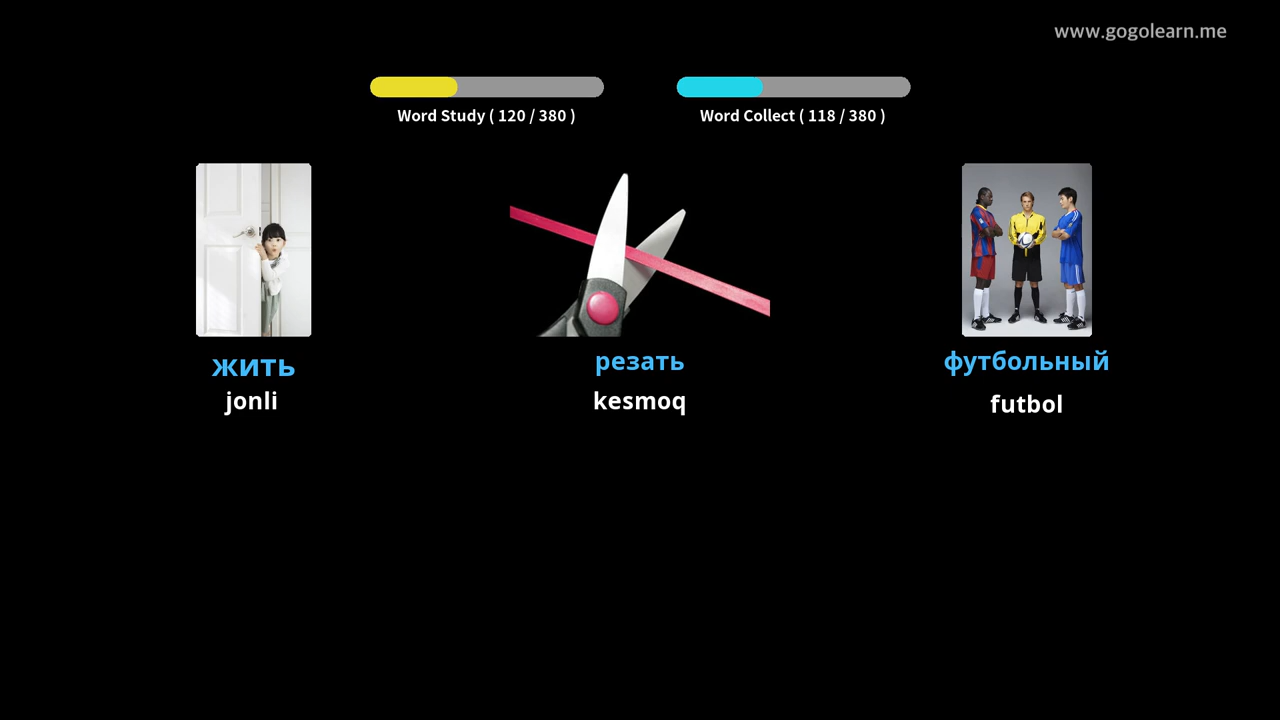 www.gogolearn.me
Word Study ( 120 / 380 )
Word Collect ( 118 / 380 )
жить
jonli
резать
kesmoq
футбольный
futbol